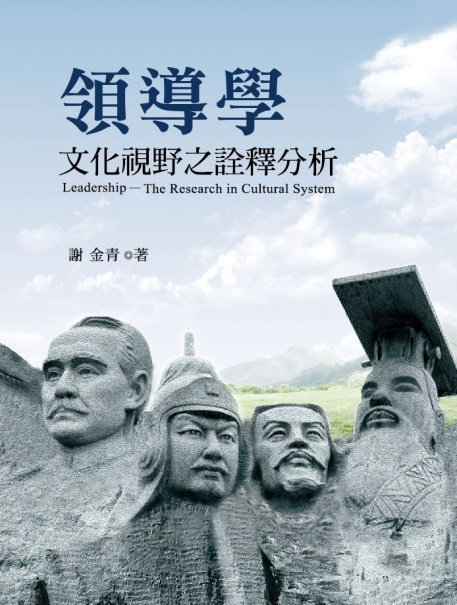 領導學
文化視野之詮釋分析
Leadership — The Research in Cultural System
謝 金青◎著